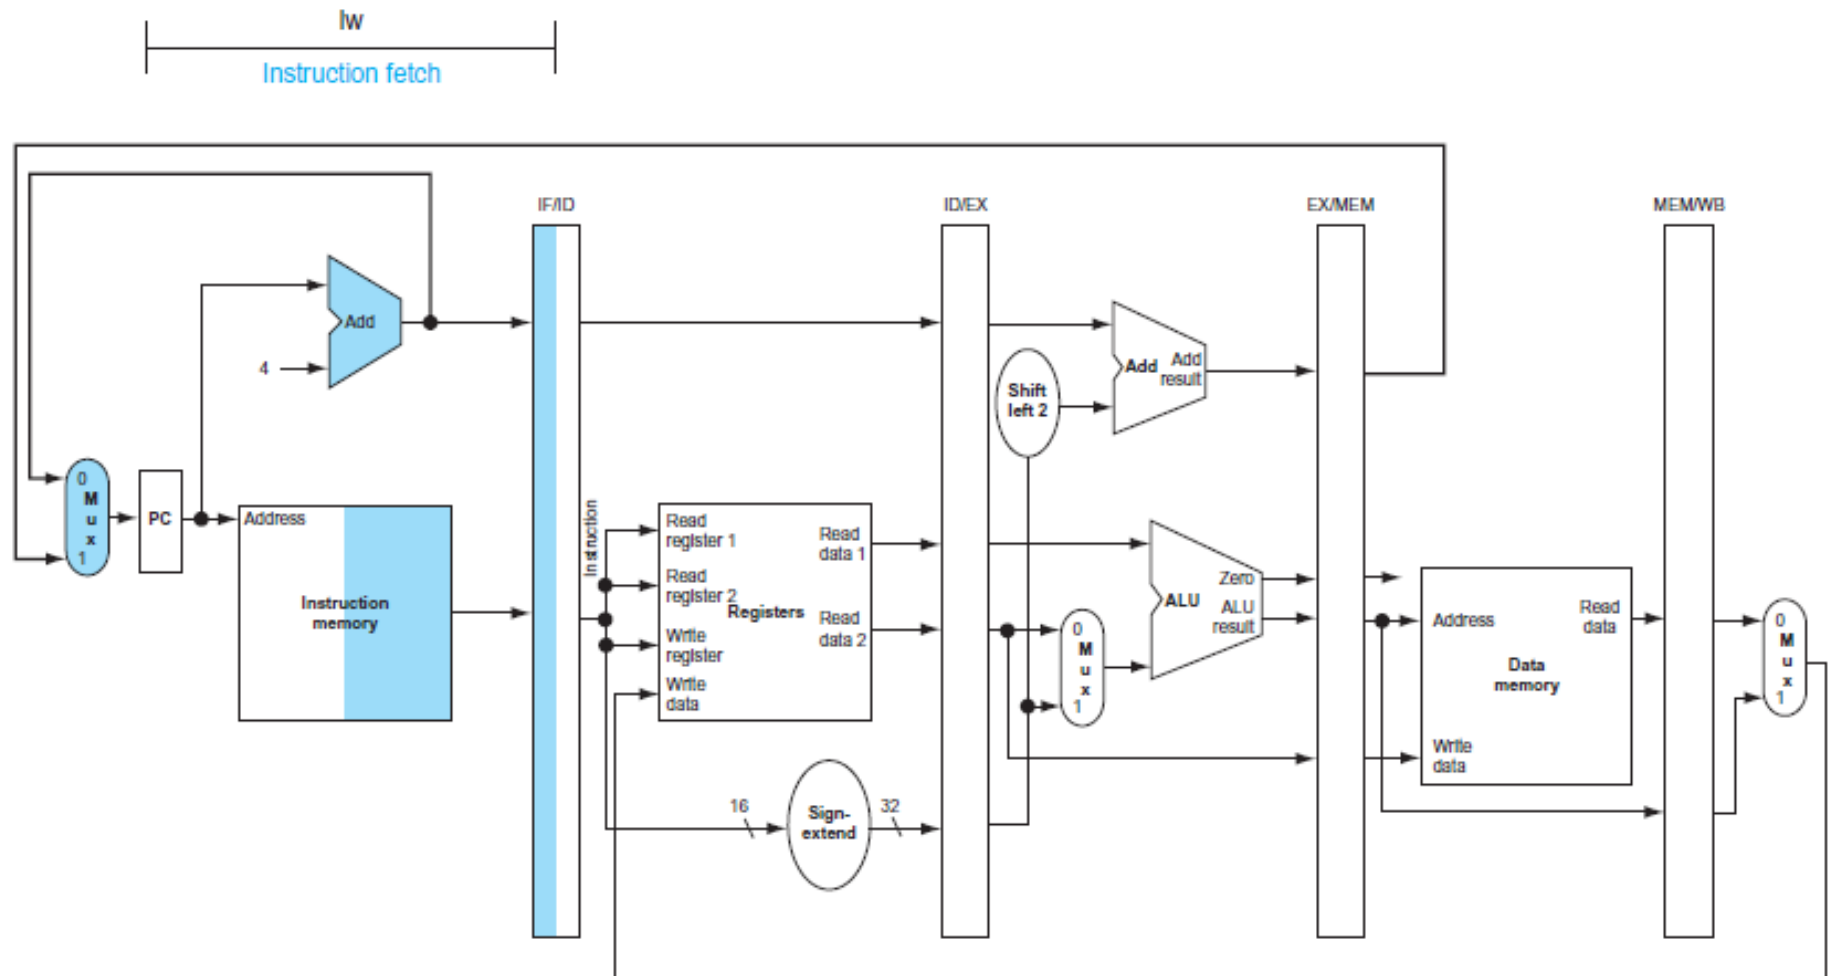 lw
Instruction fetch
IF/ID
ID/EX
EX/MEM
MEM/WB
Add
4
Shift
left 2
Add
Add
result
0
M
u
x
1
PC
Address
Instruction
memory
Instruction
Read
register 1
Read
register 2
Registers
Write
register
Write
data
Read
data 1
Read
data 2
16
Sign-
extend
32
0
M
u
x
1
ALU
Zero
ALU
result
Address
Read
data
Data
memory
Write
data
0
M
u
x
1